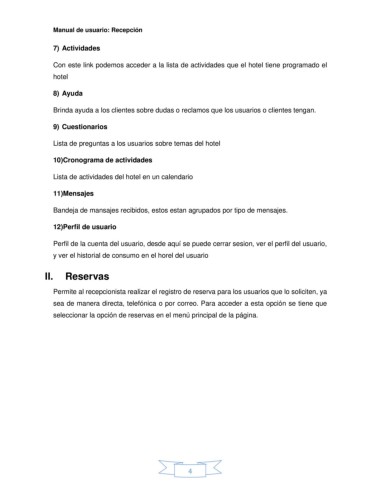 Manual de usuario: Recepción
7) Actividades
Con este link podemos acceder a la lista de actividades que el hotel tiene programado el
hotel
8) Ayuda
Brinda ayuda a los clientes sobre dudas o reclamos que los usuarios o clientes tengan.
9) Cuestionarios
Lista de preguntas a los usuarios sobre temas del hotel
10)Cronograma de actividades
Lista de actividades del hotel en un calendario
11)Mensajes
Bandeja de mansajes recibidos, estos estan agrupados por tipo de mensajes.
12)Perfil de usuario
Perfil de la cuenta del usuario, desde aquí se puede cerrar sesion, ver el perfil del usuario,
y ver el historial de consumo en el horel del usuario
II. Reservas
Permite al recepcionista realizar el registro de reserva para los usuarios que lo soliciten, ya
sea de manera directa, telefónica o por correo. Para acceder a esta opción se tiene que
seleccionar la opción de reservas en el menú principal de la página.
4